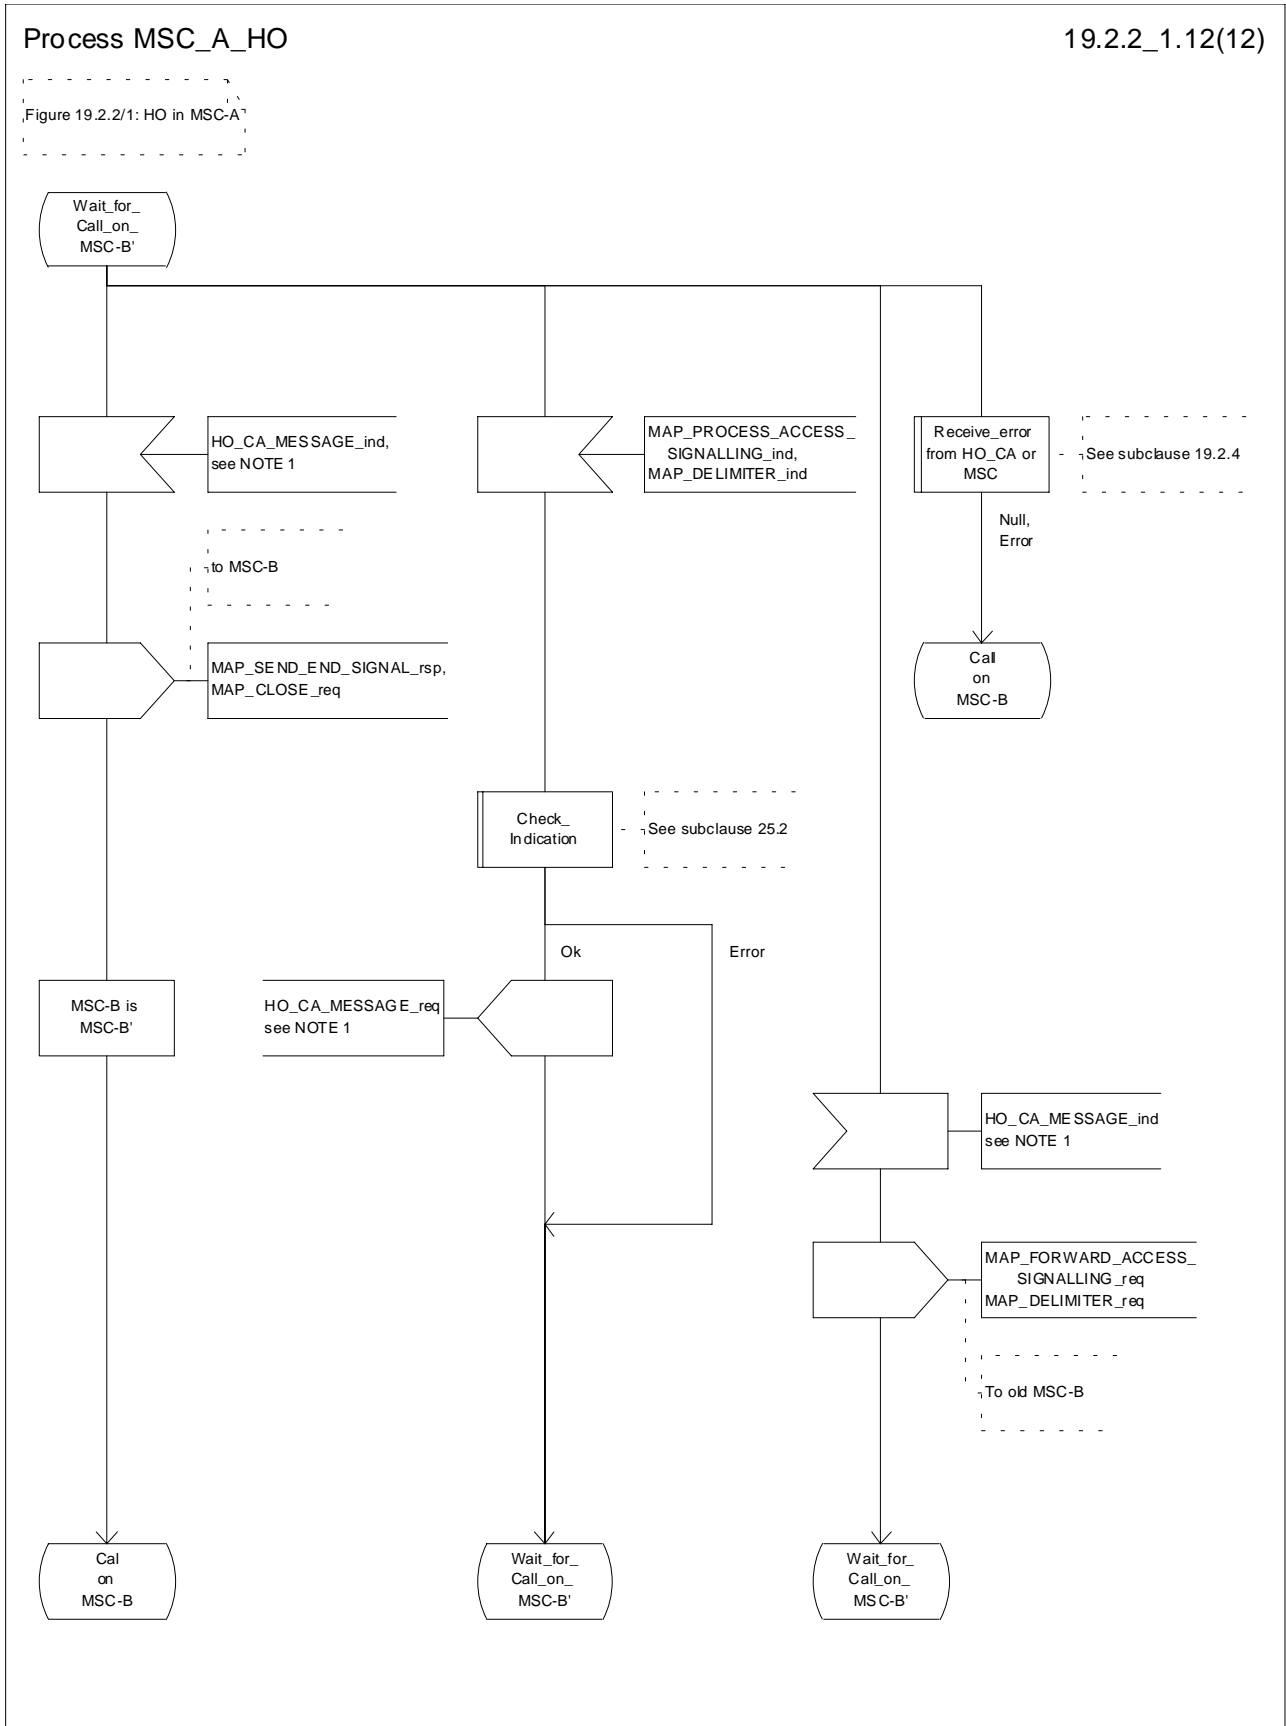 Process MSC_A_HO
19.2.2_1.12(12)
Figure 19.2.2/1: HO in MSC-A
Wait_for_
Call_on_
MSC-B'
HO_CA_MESSAGE_ind,
see NOTE 1
MAP_PROCESS_ACCESS_
SIGNALLING_ind,
MAP_DELIMITER_ind
Receive_error
from HO_CA or
MSC
See subclause 19.2.4
Null,
Error
to MSC-B
MAP_SEND_END_SIGNAL_rsp,
MAP_CLOSE_req
Call
on
MSC-B
Check_
Indication
See subclause 25.2
Ok
Error
MSC-B is
MSC-B'
HO_CA_MESSAGE_req
see NOTE 1
HO_CA_MESSAGE_ind
see NOTE 1
MAP_FORWARD_ACCESS_
SIGNALLING_req
MAP_DELIMITER_req
To old MSC-B
Cal
on
MSC-B
Wait_for_
Call_on_
MSC-B'
Wait_for_
Call_on_
MSC-B'